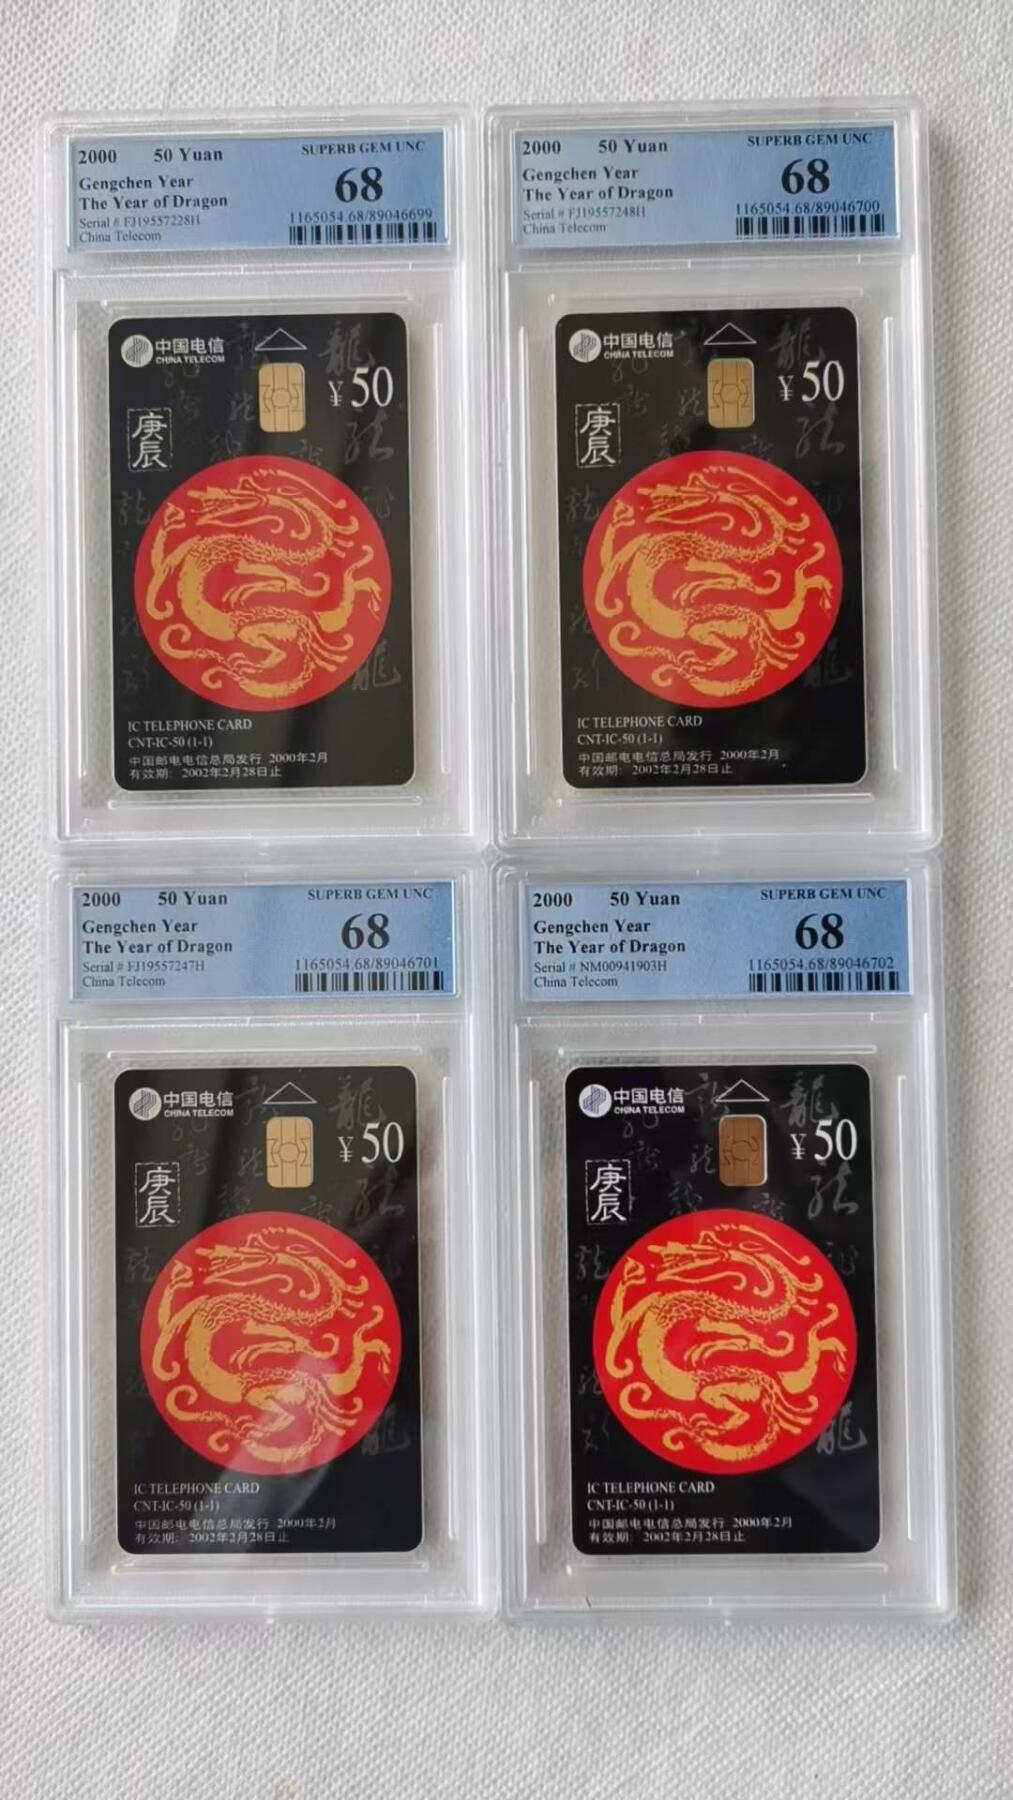 2000 50 Yuan SUPERB GEM UNC
Gengchen Year 68
The Year of Dragon
Serial # FJ19557228H 1165054.68/89046699
China Telecom
中国电信
CHINA TELECOM
¥50
庚辰
IC TELEPHONE CARD
CNT-IC-50 (1-1)
中国邮电电信总局发行 2000年2月
有效期: 2002年2月28日止
2000 50 Yuan SUPERB GEM UNC
Gengchen Year 68
The Year of Dragon
Serial # FJ19557248H 1165054.68/89046700
China Telecom
中国电信
CHINA TELECOM
¥50
庚辰
IC TELEPHONE CARD
CNT-IC-50 (1-1)
中国邮电电信总局发行 2000年2月
有效期: 2002年2月28日止
2000 50 Yuan SUPERB GEM UNC
Gengchen Year 68
The Year of Dragon
Serial # FJ19557247H 1165054.68/89046701
China Telecom
中国电信
CHINA TELECOM
¥50
庚辰
IC TELEPHONE CARD
CNT-IC-50 (1-1)
中国邮电电信总局发行 2000年2月
有效期: 2002年2月28日止
2000 50 Yuan SUPERB GEM UNC
Gengchen Year 68
The Year of Dragon
Serial # NM00941903H 1165054.68/89046702
China Telecom
中国电信
CHINA TELECOM
¥50
庚辰
IC TELEPHONE CARD
CNT-IC-50 (1-1)
中国邮电电信总局发行 2000年2月
有效期: 2002年2月28日止